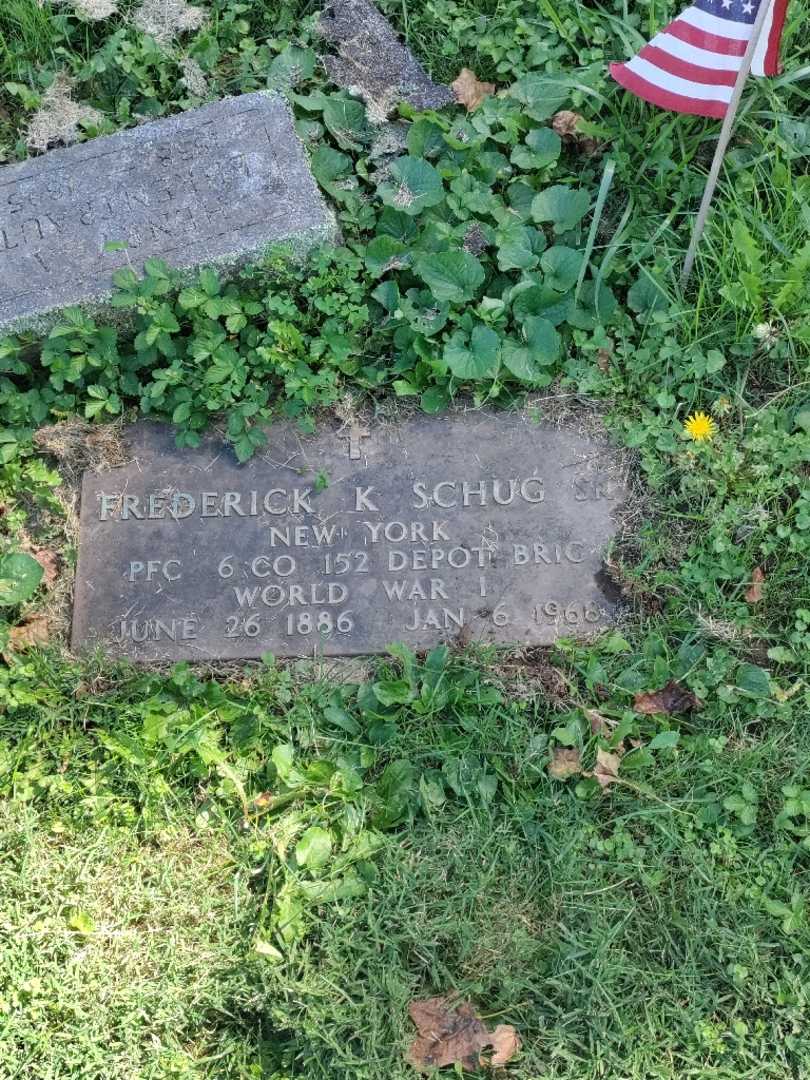 FREDERICK K SCHUG SR
NEW YORK
PFC 6 CO 152 DEPOT BRIG
WORLD WAR I
JUNE 26 1886 JAN 6 1968